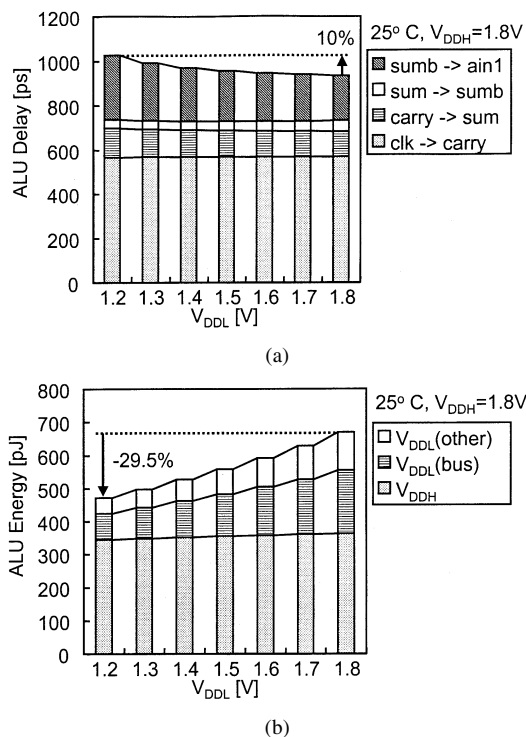 25° C, V_DDH=1.8V
10%
1200
1000
800
600
400
200
0
ALU Delay [ps]
sumb -> ain1
sum -> sumb
carry -> sum
clk -> carry
1.2 1.3 1.4 1.5 1.6 1.7 1.8
V_DDL [V]
(a)
25° C, V_DDH=1.8V
800
700
600
500
400
300
200
100
0
ALU Energy [pJ]
-29.5%
V_DDL(other)
V_DDL(bus)
V_DDH
1.2 1.3 1.4 1.5 1.6 1.7 1.8
V_DDL [V]
(b)